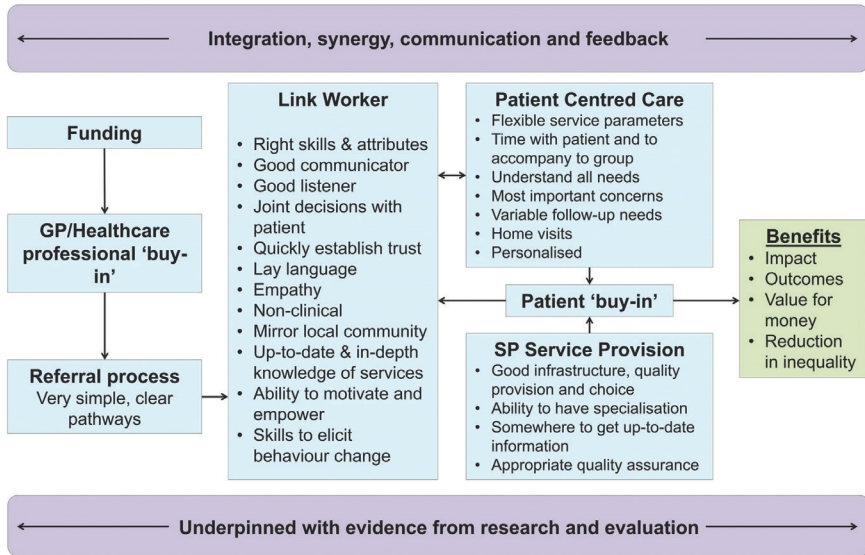 Integration, synergy, communication and feedback
Funding
GP/Healthcare
professional ‘buy-
in’
Referral process
Very simple, clear
pathways
Link Worker
• Right skills & attributes
• Good communicator
• Good listener
• Joint decisions with
patient
• Quickly establish trust
• Lay language
• Empathy
• Non-clinical
• Mirror local community
• Up-to-date & in-depth
knowledge of services
• Ability to motivate and
empower
• Skills to elicit
behaviour change
Patient Centred Care
• Flexible service parameters
• Time with patient and to
accompany to group
• Understand all needs
• Most important concerns
• Variable follow-up needs
• Home visits
• Personalised
Patient ‘buy-in’
SP Service Provision
• Good infrastructure, quality
provision and choice
• Ability to have specialisation
• Somewhere to get up-to-date
information
• Appropriate quality assurance
Benefits
• Impact
• Outcomes
• Value for
money
• Reduction
in inequality
Underpinned with evidence from research and evaluation